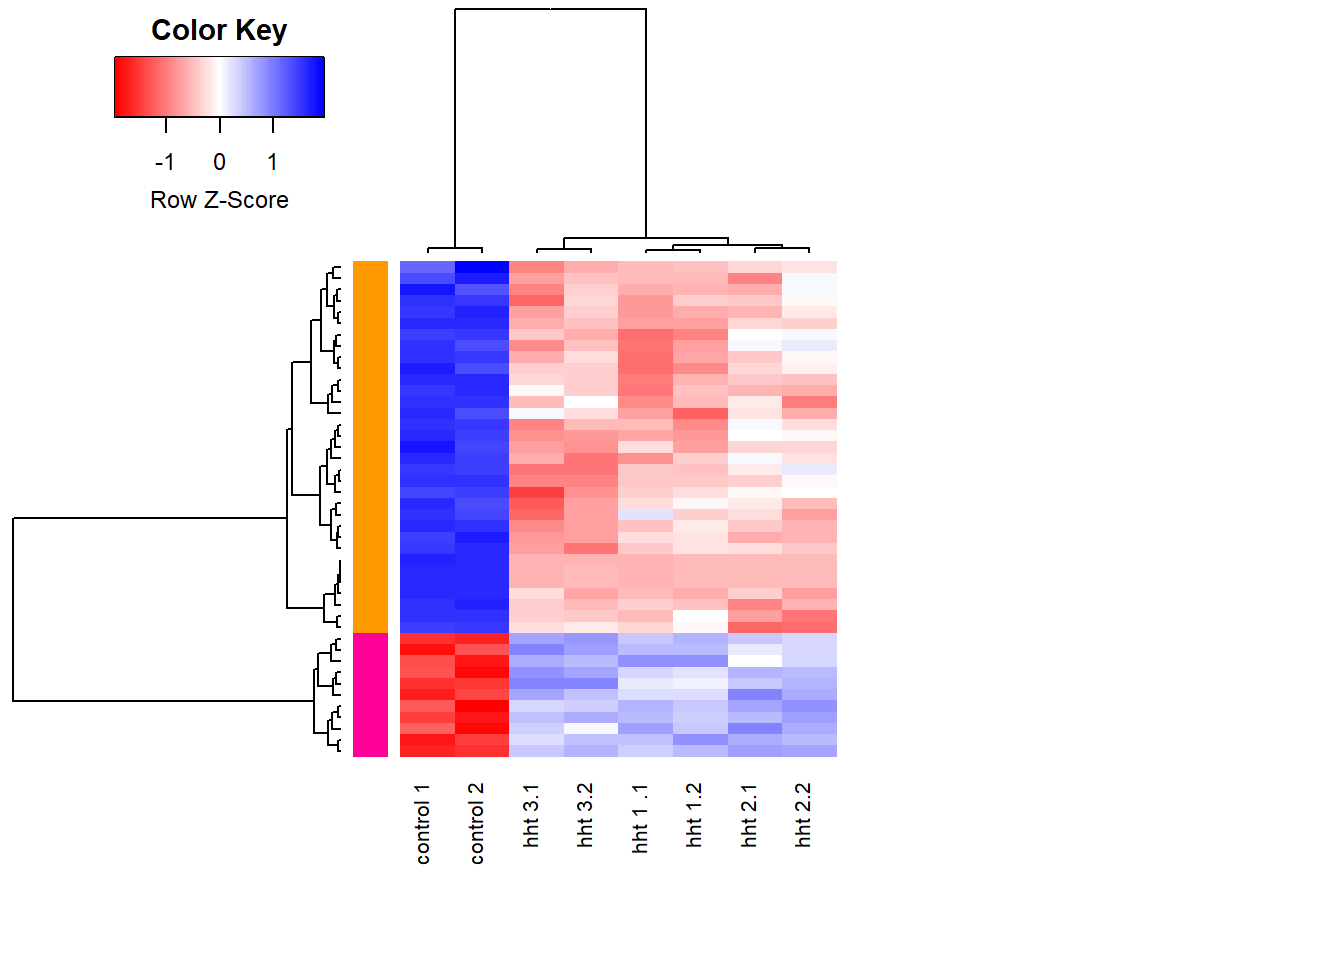 Color Key
-1 0 1
Row Z-Score
control 1
control 2
hht 3.1
hht 3.2
hht 1 .1
hht 1.2
hht 2.1
hht 2.2